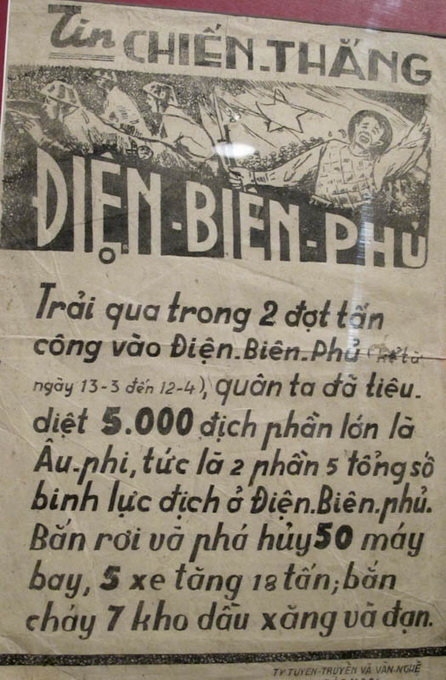 Tin CHIẾN-THẮNG
ĐIỆN-BIÊN-PHỦ
Trải qua trong 2 đợt tấn
công vào Điện-Biên-Phủ (kể từ
ngày 13-3 đến 12-4), quân ta đã tiêu-
diệt 5.000 địch phần lớn là
Âu-phi, tức là 2 phần 5 tổng số
binh lực địch ở Điện-Biên-phủ.
Bắn rơi và phá hủy 50 máy
bay, 5 xe tăng 18 tấn; bắn
cháy 7 kho dầu xăng và đạn.
TY TUYÊN-TRUYỀN VÀ VĂN-NGHỆ